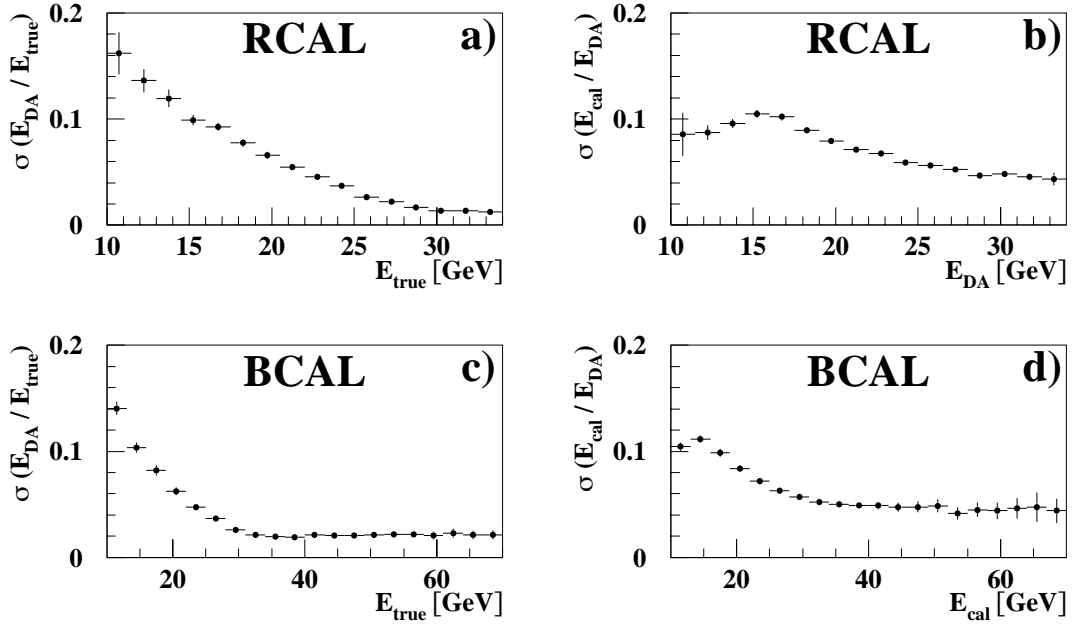 σ (E_DA / E_true)
0.2
0.1
0
RCAL
a)
10 15 20 25 30
E_true [GeV]
σ (E_cal / E_DA)
0.2
0.1
0
RCAL
b)
10 15 20 25 30
E_DA [GeV]
σ (E_DA / E_true)
0.2
0.1
0
BCAL
c)
20 40 60
E_true [GeV]
σ (E_cal / E_DA)
0.2
0.1
0
BCAL
d)
20 40 60
E_cal [GeV]